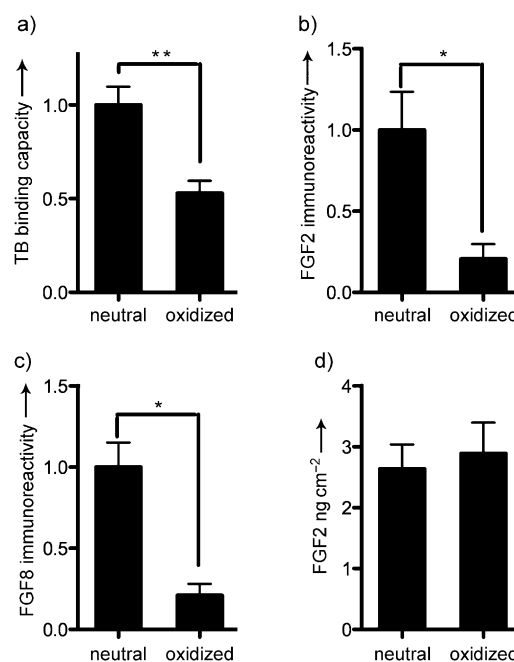 a)
**
TB binding capacity →
1.0
0.5
0.0
neutral oxidized
b)
*
FGF2 immunoreactivity →
1.5
1.0
0.5
0.0
neutral oxidized
c)
*
FGF8 immunoreactivity →
1.5
1.0
0.5
0.0
neutral oxidized
d)
FGF2 ng cm⁻² →
4
3
2
1
0
neutral oxidized